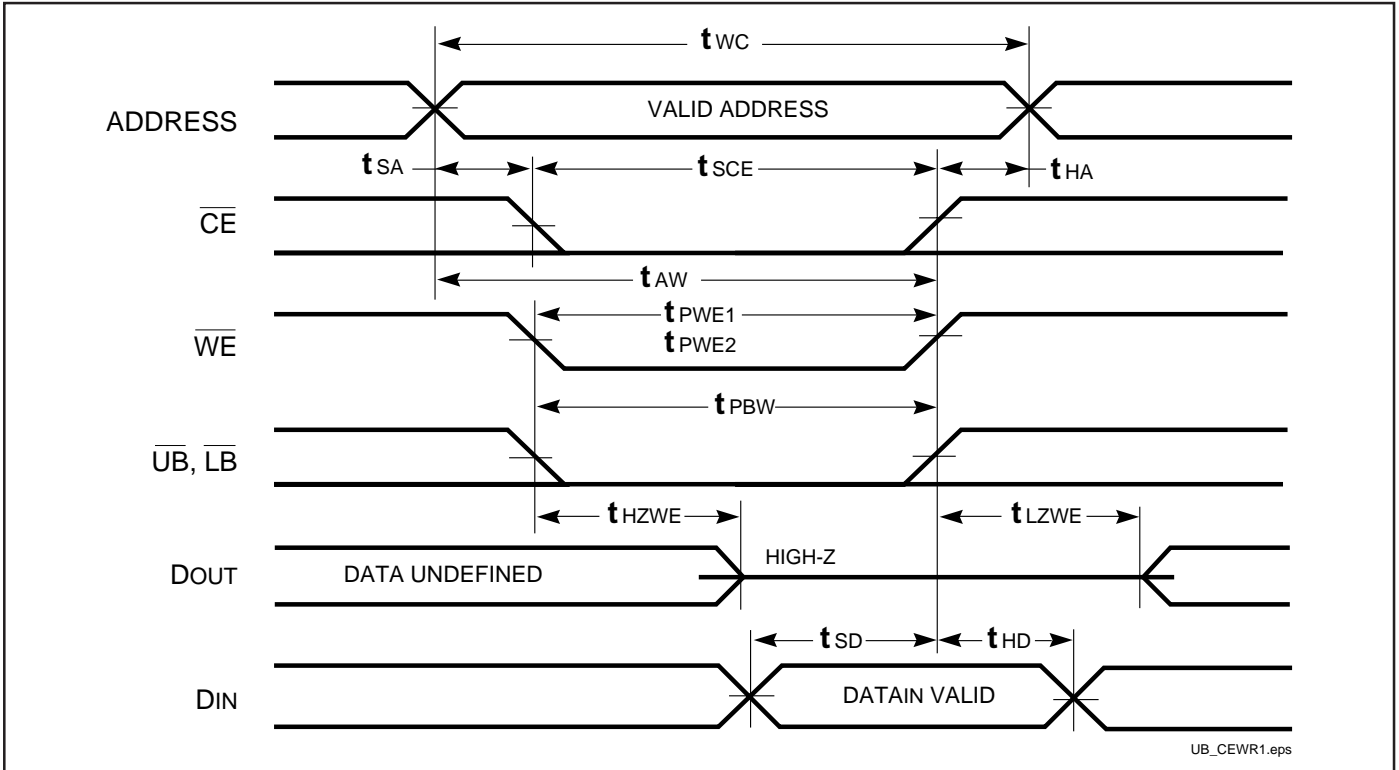 tWC
ADDRESS
VALID ADDRESS
tSA
tSCE
tHA
CE
tAW
WE
tPWE1
tPWE2
tPBW
UB, LB
tHZWE
tLZWE
DOUT
DATA UNDEFINED
HIGH-Z
tSD
tHD
DIN
DATAIN VALID
UB_CEWR1.eps